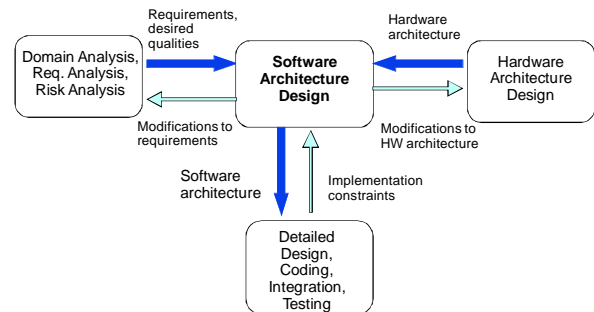 Requirements,
desired
qualities
Hardware
architecture
Domain Analysis,
Req. Analysis,
Risk Analysis
Software
Architecture
Design
Hardware
Architecture
Design
Modifications to
requirements
Modifications to
HW architecture
Software
architecture
Implementation
constraints
Detailed
Design,
Coding,
Integration,
Testing